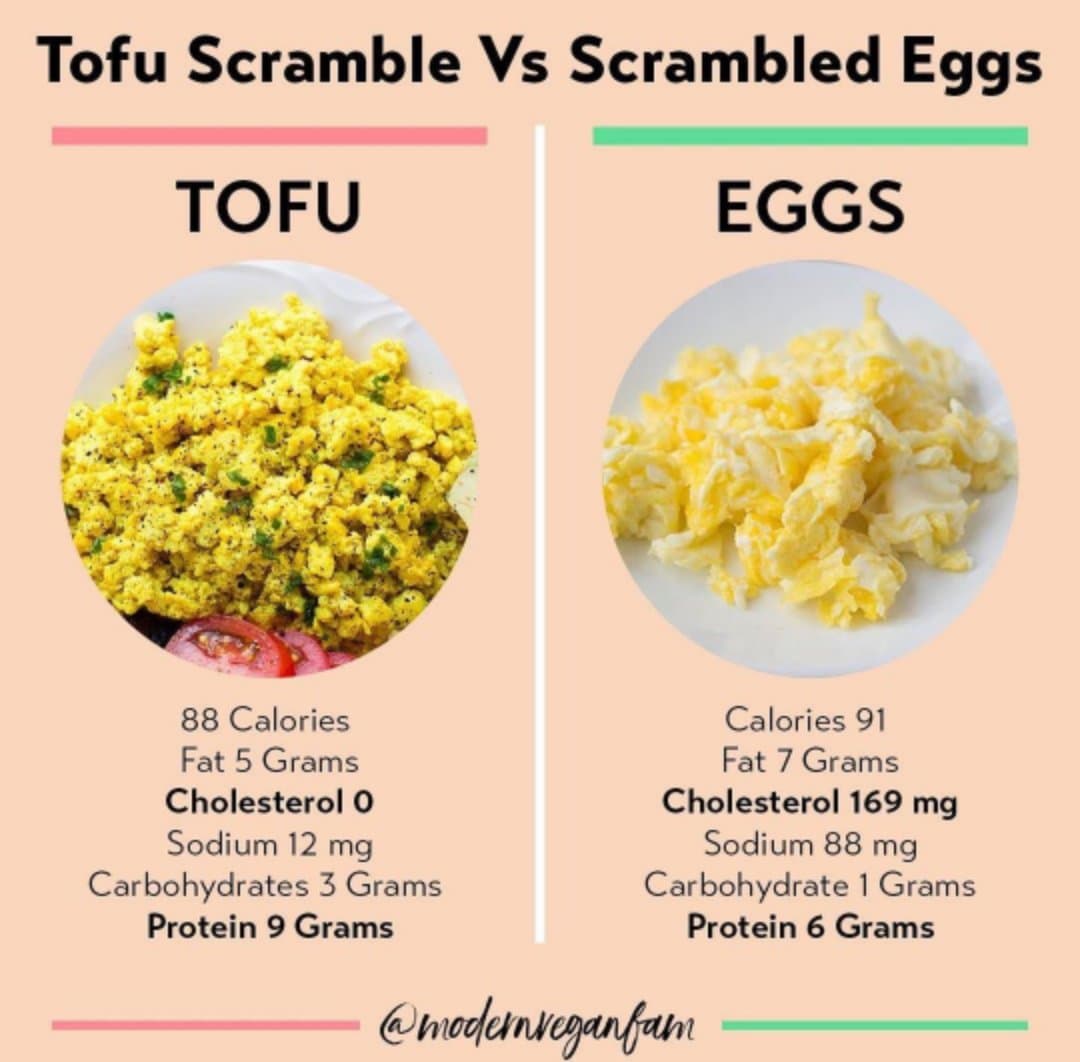 Tofu Scramble Vs Scrambled Eggs
TOFU
88 Calories
Fat 5 Grams
Cholesterol 0
Sodium 12 mg
Carbohydrates 3 Grams
Protein 9 Grams
EGGS
Calories 91
Fat 7 Grams
Cholesterol 169 mg
Sodium 88 mg
Carbohydrate 1 Grams
Protein 6 Grams
@modernveganfam